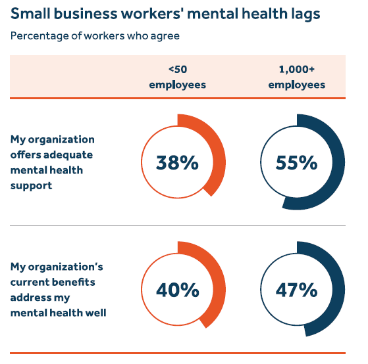 Small business workers' mental health lags
Percentage of workers who agree
<50
employees
1,000+
employees
My organization
offers adequate
mental health
support
38%
55%
My organization's
current benefits
address my
mental health well
40%
47%